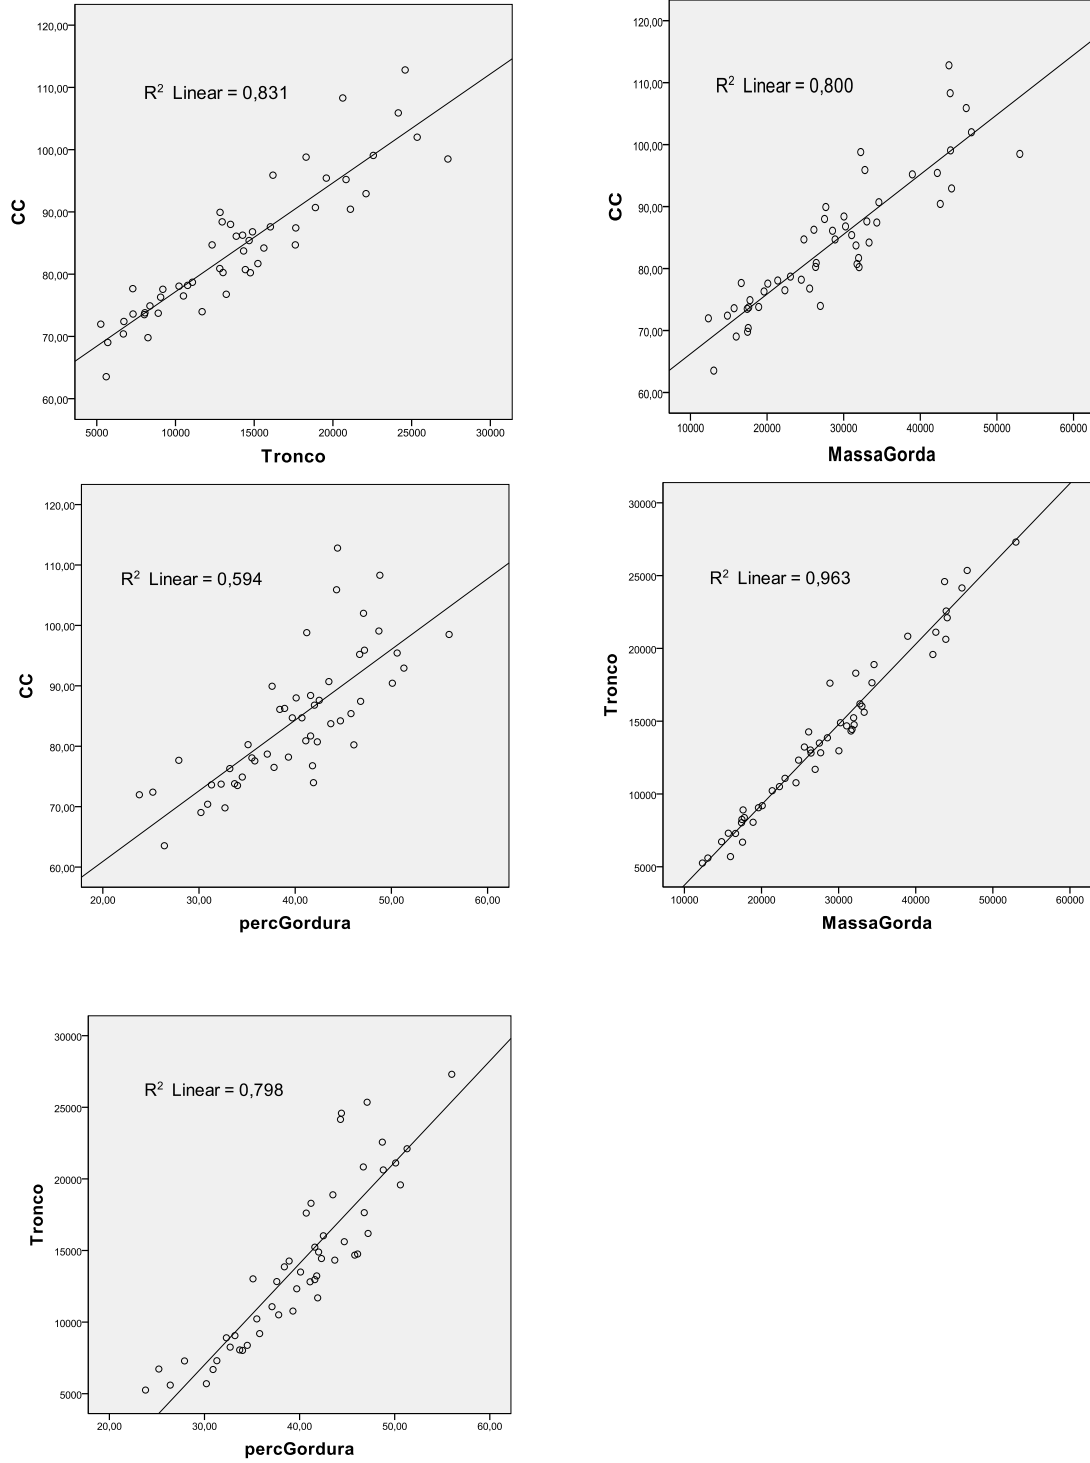 120,00
110,00
100,00
90,00
80,00
70,00
60,00
CC
R² Linear = 0,831
5000 10000 15000 20000 25000 30000
Tronco
120,00
110,00
100,00
90,00
80,00
70,00
60,00
CC
R² Linear = 0,800
10000 20000 30000 40000 50000 60000
MassaGorda
120,00
110,00
100,00
90,00
80,00
70,00
60,00
CC
R² Linear = 0,594
20,00 30,00 40,00 50,00 60,00
percGordura
30000
25000
20000
15000
10000
5000
Tronco
R² Linear = 0,963
10000 20000 30000 40000 50000 60000
MassaGorda
30000
25000
20000
15000
10000
5000
Tronco
R² Linear = 0,798
20,00 30,00 40,00 50,00 60,00
percGordura